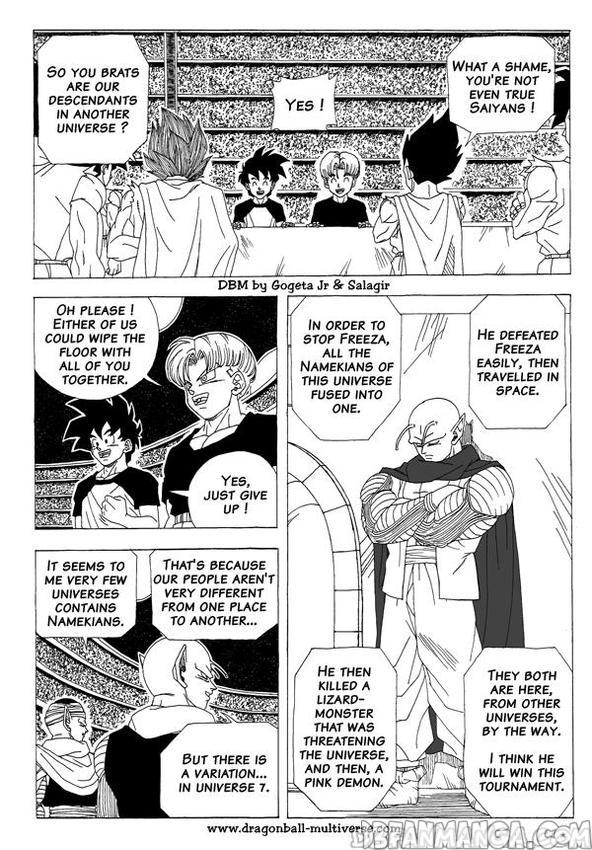 SO YOU BRATS
ARE OUR
DESCENDANTS
IN ANOTHER
UNIVERSE ?
YES !
WHAT A SHAME,
YOU'RE NOT
EVEN TRUE
SAIYANS !
DBM by Gogeta Jr & Salagir
OH PLEASE !
EITHER OF US
COULD WIPE THE
FLOOR WITH
ALL OF YOU
TOGETHER.
YES,
JUST GIVE
UP !
IT SEEMS TO
ME VERY FEW
UNIVERSES
CONTAINS
NAMEKIANS.
THAT'S BECAUSE
OUR PEOPLE AREN'T
VERY DIFFERENT
FROM ONE PLACE
TO ANOTHER...
BUT THERE IS
A VARIATION...
IN UNIVERSE 7.
IN ORDER TO
STOP FREEZA,
ALL THE
NAMEKIANS OF
THIS UNIVERSE
FUSED INTO
ONE.
HE DEFEATED
FREEZA
EASILY, THEN
TRAVELLED IN
SPACE.
HE THEN
KILLED A
LIZARD-
MONSTER
THAT WAS
THREATENING
THE UNIVERSE,
AND THEN, A
PINK DEMON.
THEY BOTH
ARE HERE,
FROM OTHER
UNIVERSES,
BY THE WAY.
I THINK HE
WILL WIN THIS
TOURNAMENT.
www.dragonball-multiverse.com
DBFANMANGA.COM